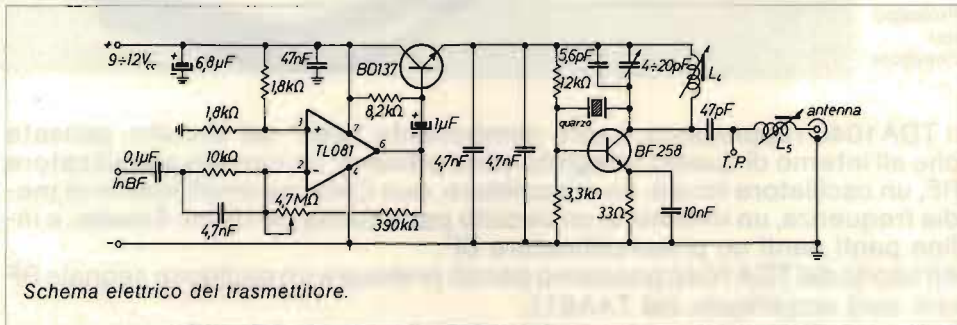 +
9÷12Vcc
6,8µF
47nF
1,8kΩ
BD137
8,2kΩ
1µF
1,8kΩ
3
+
7
TL081
6
0,1µF
10kΩ
2
-
4
InBF
4,7nF
4,7MΩ
390kΩ
-
4,7nF
4,7nF
5,6pF
4÷20pF
12kΩ
quarzo
BF258
3,3kΩ
33Ω
10nF
L4
47pF
T.P.
L5
antenna
Schema elettrico del trasmettitore.